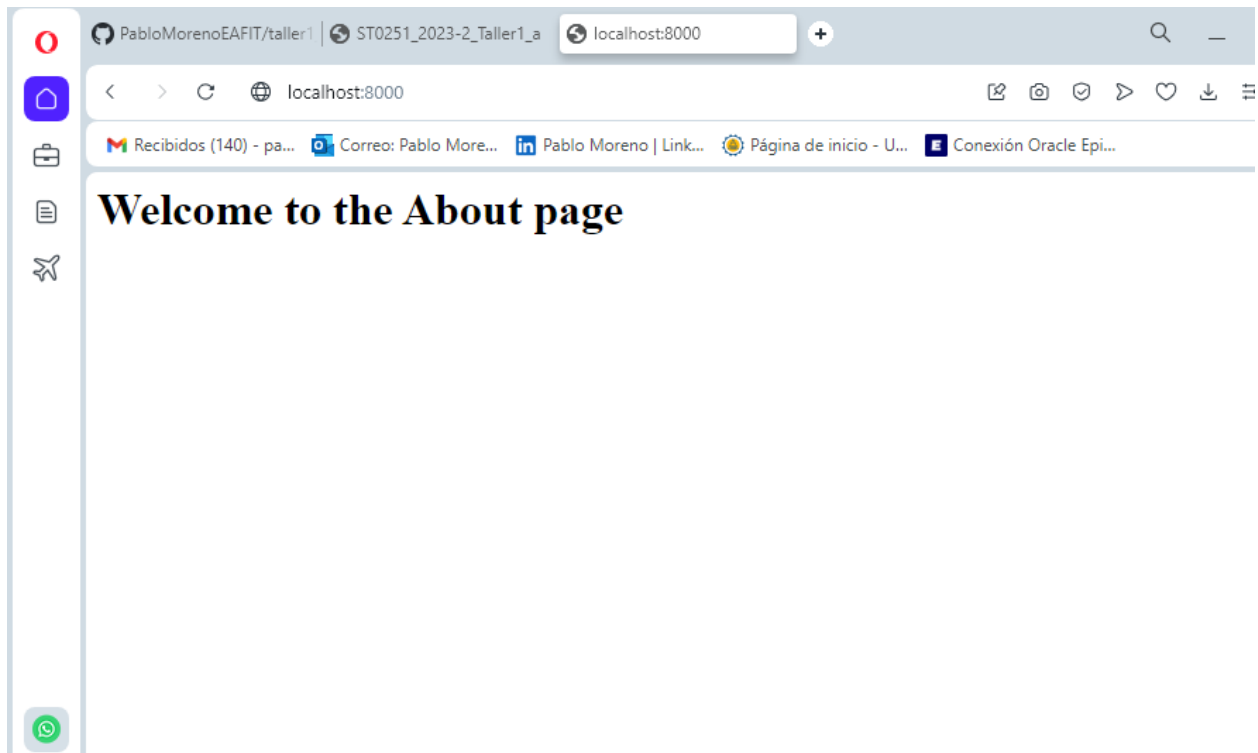 PabloMorenoEAFIT/taller1
ST0251_2023-2_Taller1_a
localhost:8000
localhost:8000
Recibidos (140) - pa...
Correo: Pablo More...
Pablo Moreno | Link...
Página de inicio - U...
Conexión Oracle Epi...
Welcome to the About page